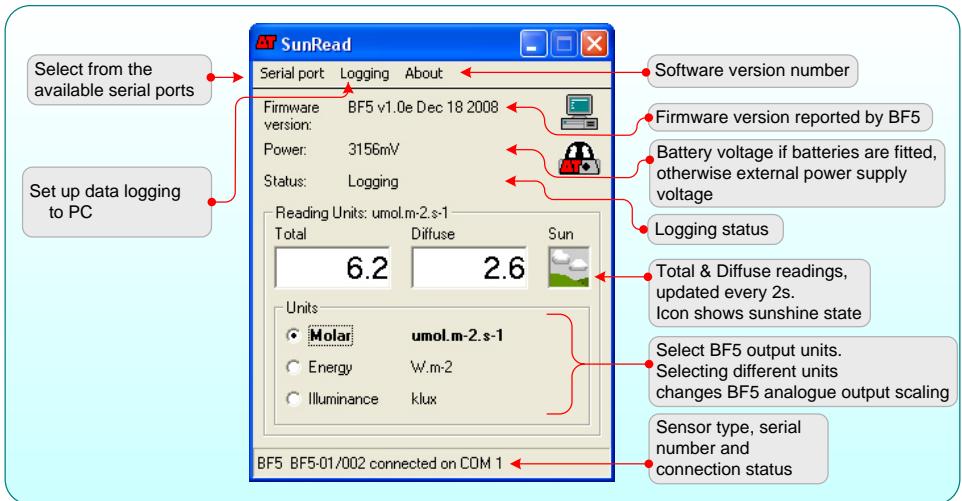 SunRead
Serial port Logging About
Firmware version: BF5 v1.0e Dec 18 2008
Power: 3156mV
Status: Logging
Reading Units: umol.m-2.s-1
Total Diffuse Sun
6.2 2.6
Units
Molar umol.m-2.s-1
Energy W.m-2
Illuminance klux
BF5 BF5-01/002 connected on COM 1
Select from the
available serial ports
Set up data logging
to PC
Software version number
Firmware version reported by BF5
Battery voltage if batteries are fitted,
otherwise external power supply
voltage
Logging status
Total & Diffuse readings,
updated every 2s.
Icon shows sunshine state
Select BF5 output units.
Selecting different units
changes BF5 analogue output scaling
Sensor type, serial
number and
connection status